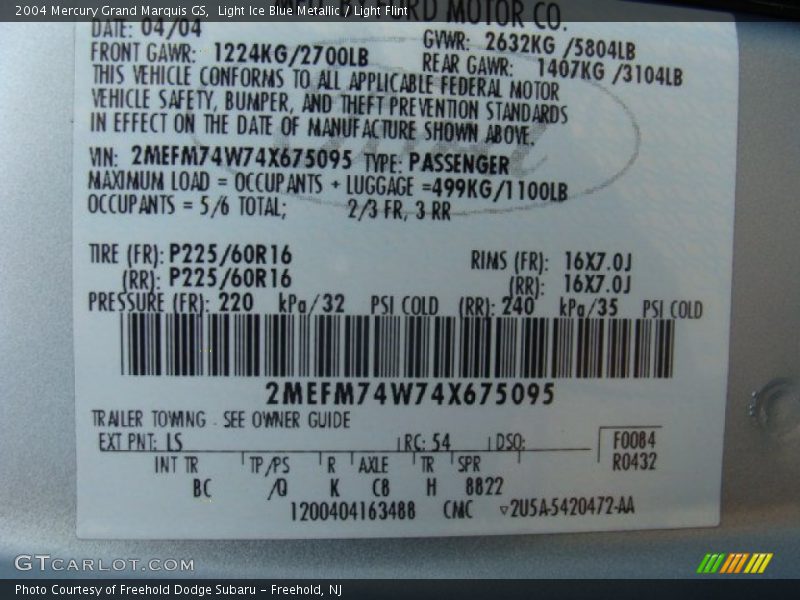 2004 Mercury Grand Marquis GS, Light Ice Blue Metallic / Light Flint
FORD MOTOR CO.
DATE: 04/04
FRONT GAWR: 1224KG/2700LB
GVWR: 2632KG /5804LB
REAR GAWR: 1407KG /3104LB
THIS VEHICLE CONFORMS TO ALL APPLICABLE FEDERAL MOTOR
VEHICLE SAFETY, BUMPER, AND THEFT PREVENTION STANDARDS
IN EFFECT ON THE DATE OF MANUFACTURE SHOWN ABOVE.
VIN: 2MEFM74W74X675095 TYPE: PASSENGER
MAXIMUM LOAD = OCCUPANTS + LUGGAGE =499KG/1100LB
OCCUPANTS = 5/6 TOTAL; 2/3 FR, 3 RR
TIRE (FR): P225/60R16 RIMS (FR): 16X7.0J
(RR): P225/60R16 (RR): 16X7.0J
PRESSURE (FR): 220 kPa/32 PSI COLD (RR): 240 kPa/35 PSI COLD
2MEFM74W74X675095
TRAILER TOWING - SEE OWNER GUIDE
EXT PNT: LS RC: 54 DSO: F0084
R0432
INT TR TP/PS R AXLE TR SPR
BC /Q K C8 H 8822
1200404163488 CMC ▽2U5A-5420472-AA
GTCARLOT.COM
Photo Courtesy of Freehold Dodge Subaru - Freehold, NJ